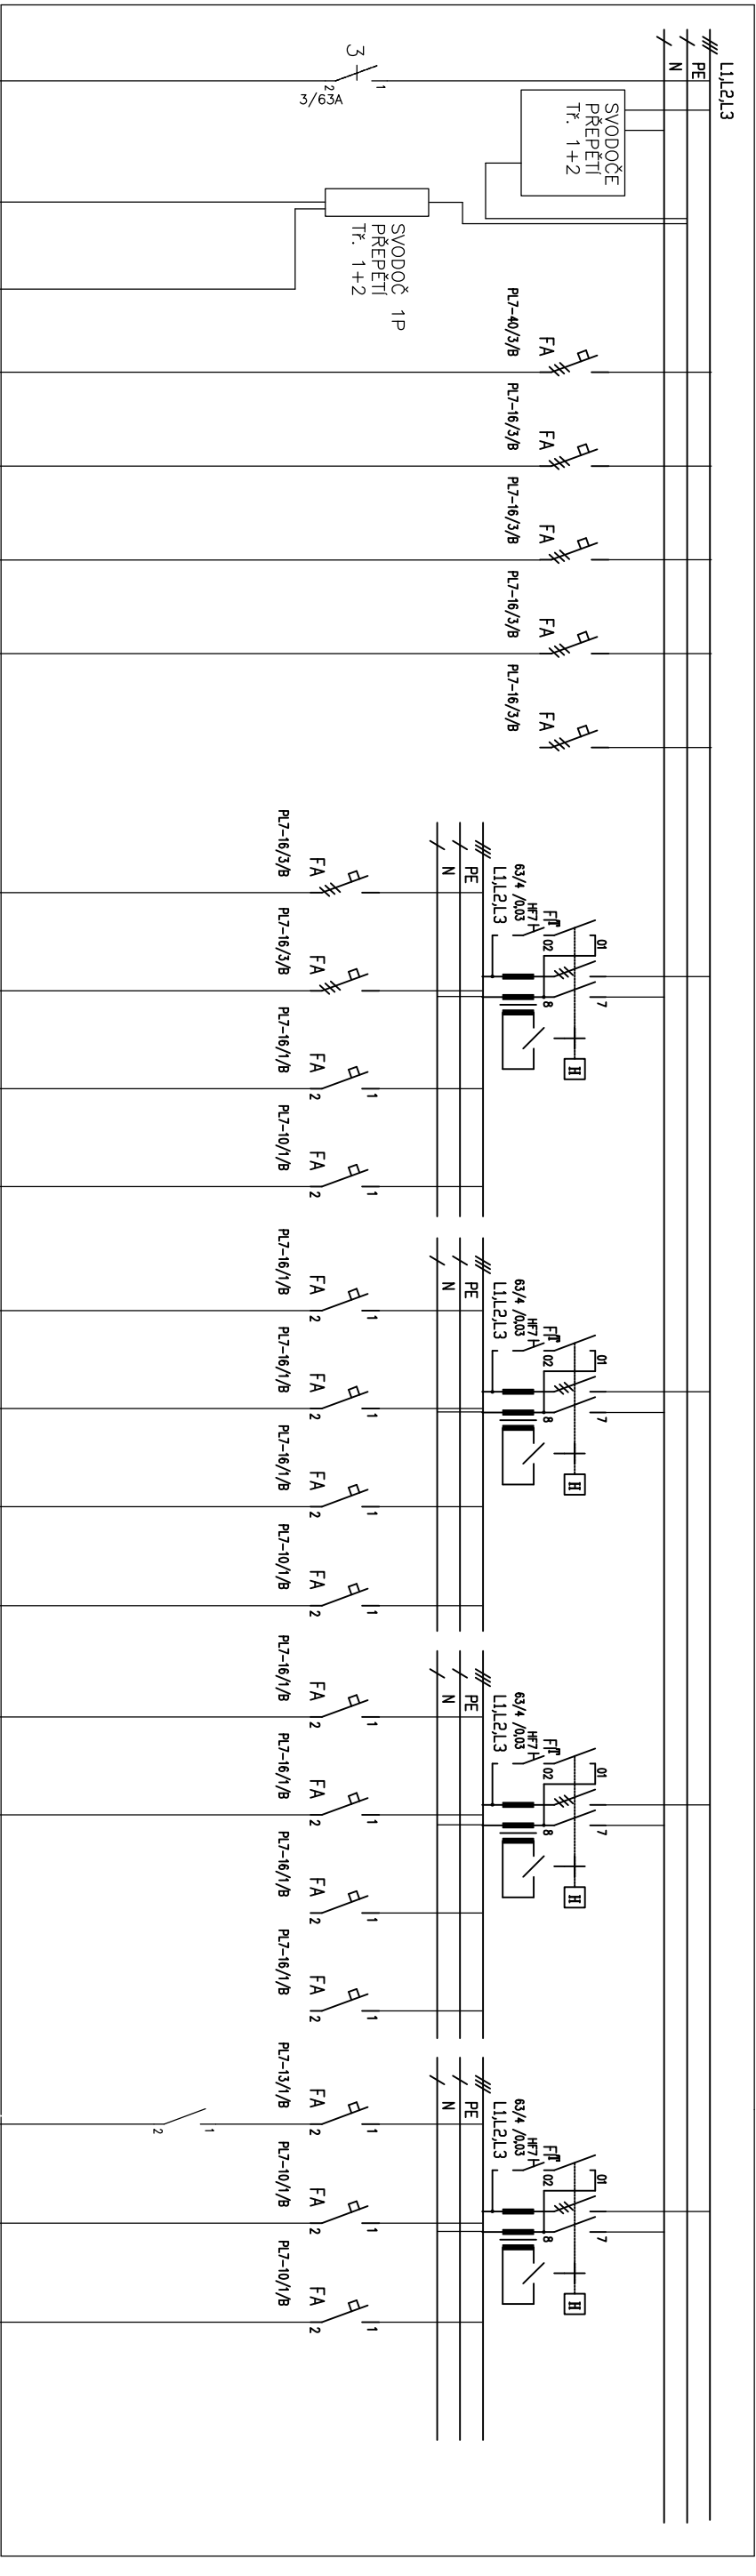 L1,L2,L3
PE
N
3
1
2
3/63A
SVODOČE
PŘEPĚTÍ
Tř. 1+2
SVODOČ 1P
PŘEPĚTÍ
Tř. 1+2
PL7-40/3/B
FA
PL7-16/3/B
FA
PL7-16/3/B
FA
PL7-16/3/B
FA
PL7-16/3/B
FA
L1,L2,L3
PE
N
63/4 /0,03
HF7
FI
01
02
7
8
H
PL7-16/3/B
FA
PL7-16/3/B
FA
PL7-16/1/B
FA
1
2
PL7-10/1/B
FA
1
2
L1,L2,L3
PE
N
63/4 /0,03
HF7
FI
01
02
7
8
H
PL7-16/1/B
FA
1
2
PL7-16/1/B
FA
1
2
PL7-16/1/B
FA
1
2
PL7-10/1/B
FA
1
2
L1,L2,L3
PE
N
63/4 /0,03
HF7
FI
01
02
7
8
H
PL7-16/1/B
FA
1
2
PL7-16/1/B
FA
1
2
PL7-16/1/B
FA
1
2
PL7-16/1/B
FA
1
2
L1,L2,L3
PE
N
63/4 /0,03
HF7
FI
01
02
7
8
H
PL7-13/1/B
FA
1
2
1
2
PL7-10/1/B
FA
1
2
PL7-10/1/B
FA
1
2